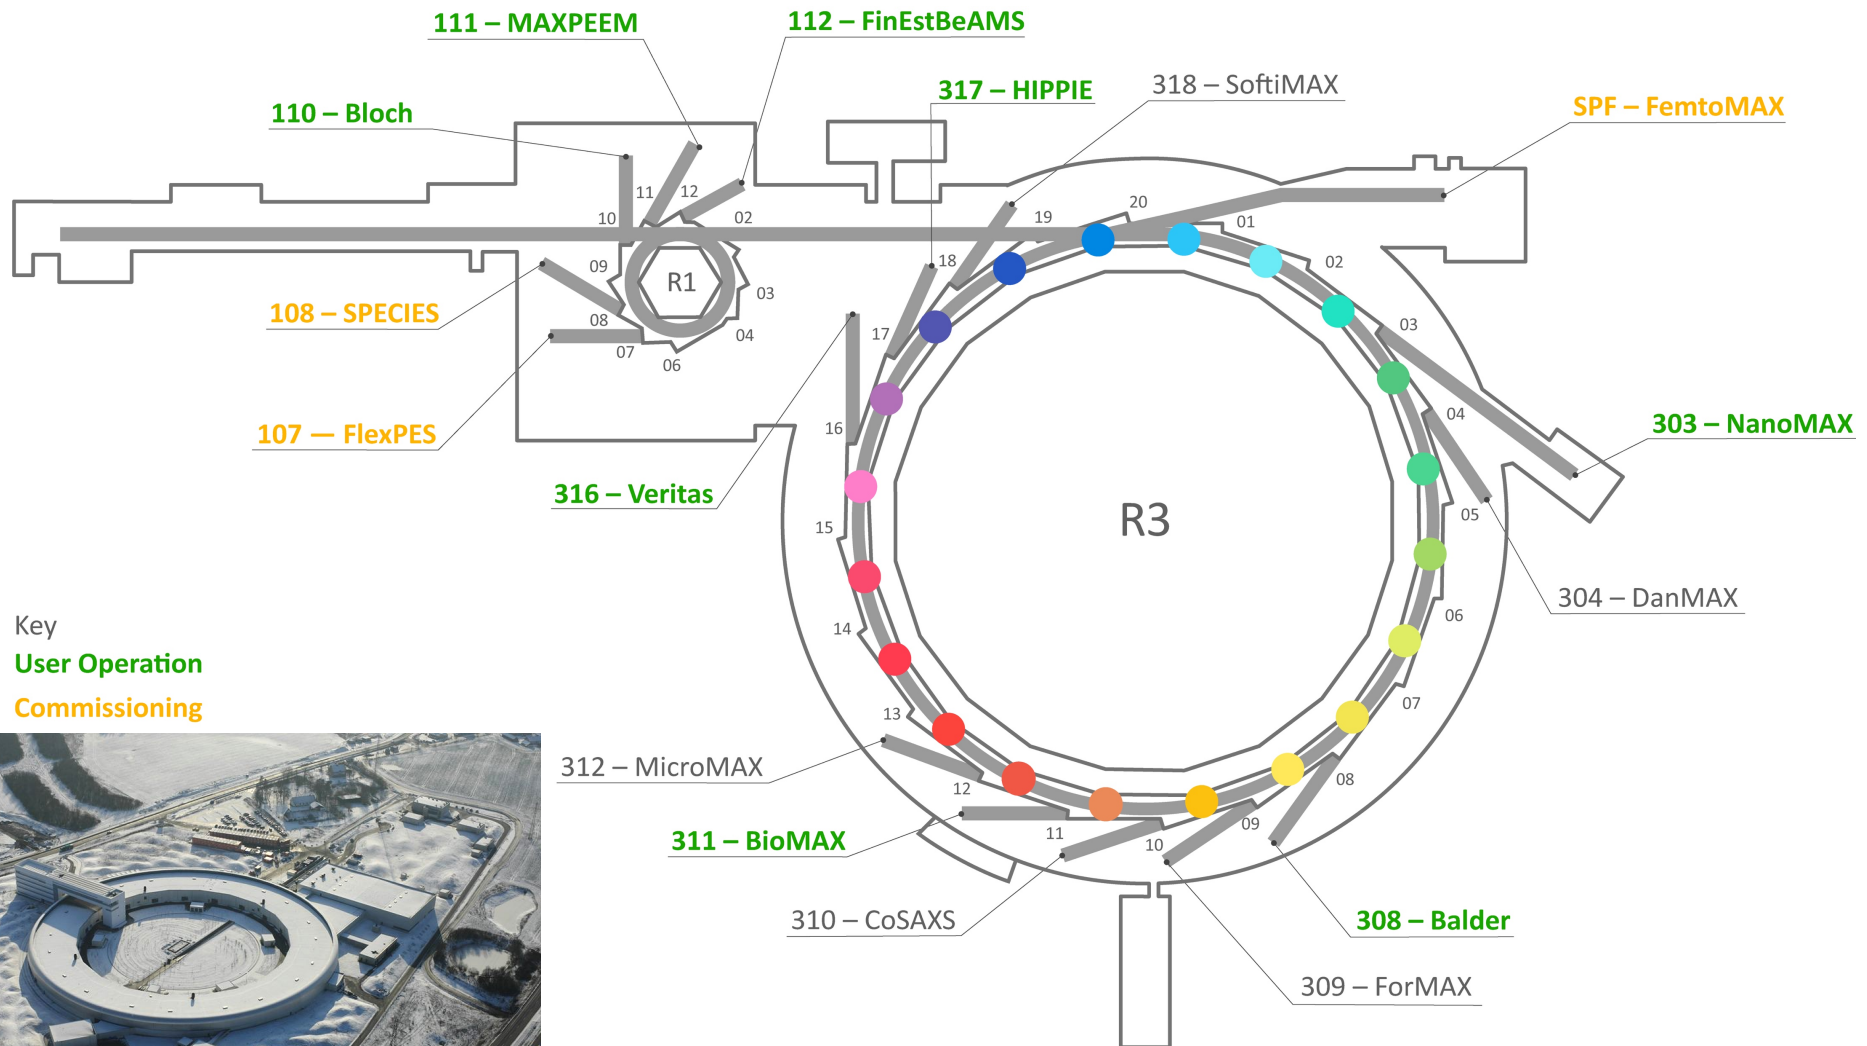 111 – MAXPEEM
112 – FinEstBeAMS
317 – HIPPIE
318 – SoftiMAX
SPF – FemtoMAX
110 – Bloch
11
12
10
02
09
R1
03
08
04
07
06
108 – SPECIES
107 — FlexPES
316 – Veritas
20
19
01
18
02
17
03
16
04
303 – NanoMAX
15
R3
05
304 – DanMAX
14
06
13
07
312 – MicroMAX
12
08
11
09
10
311 – BioMAX
310 – CoSAXS
308 – Balder
309 – ForMAX
Key
User Operation
Commissioning